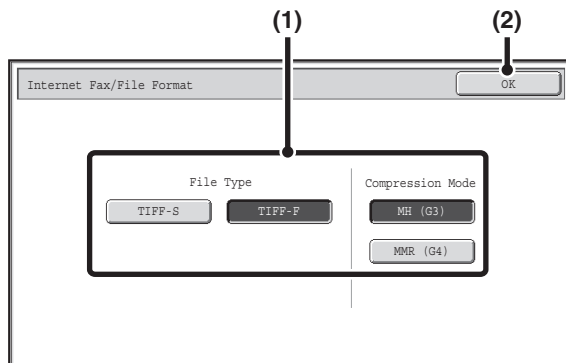 (1) (2)
Internet Fax/File Format OK
File Type Compression Mode
TIFF-S TIFF-F MH (G3)
MMR (G4)